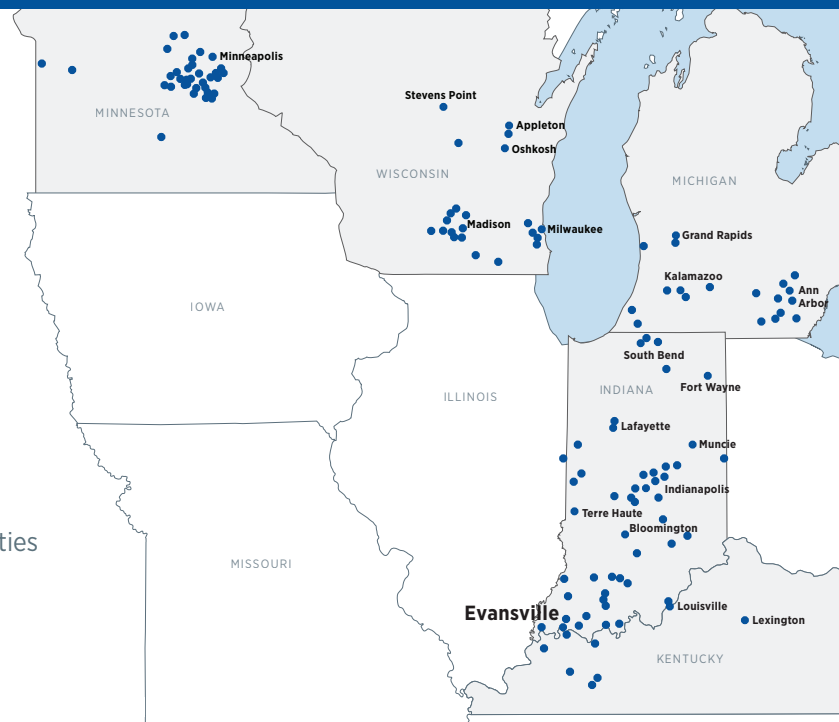 Minneapolis
MINNESOTA
Stevens Point
Appleton
Oshkosh
WISCONSIN
MICHIGAN
Madison
Milwaukee
Grand Rapids
Kalamazoo
Ann
Arbor
IOWA
South Bend
ILLINOIS
INDIANA
Fort Wayne
Lafayette
Muncie
Indianapolis
Terre Haute
Bloomington
ties
MISSOURI
Evansville
Louisville
Lexington
KENTUCKY